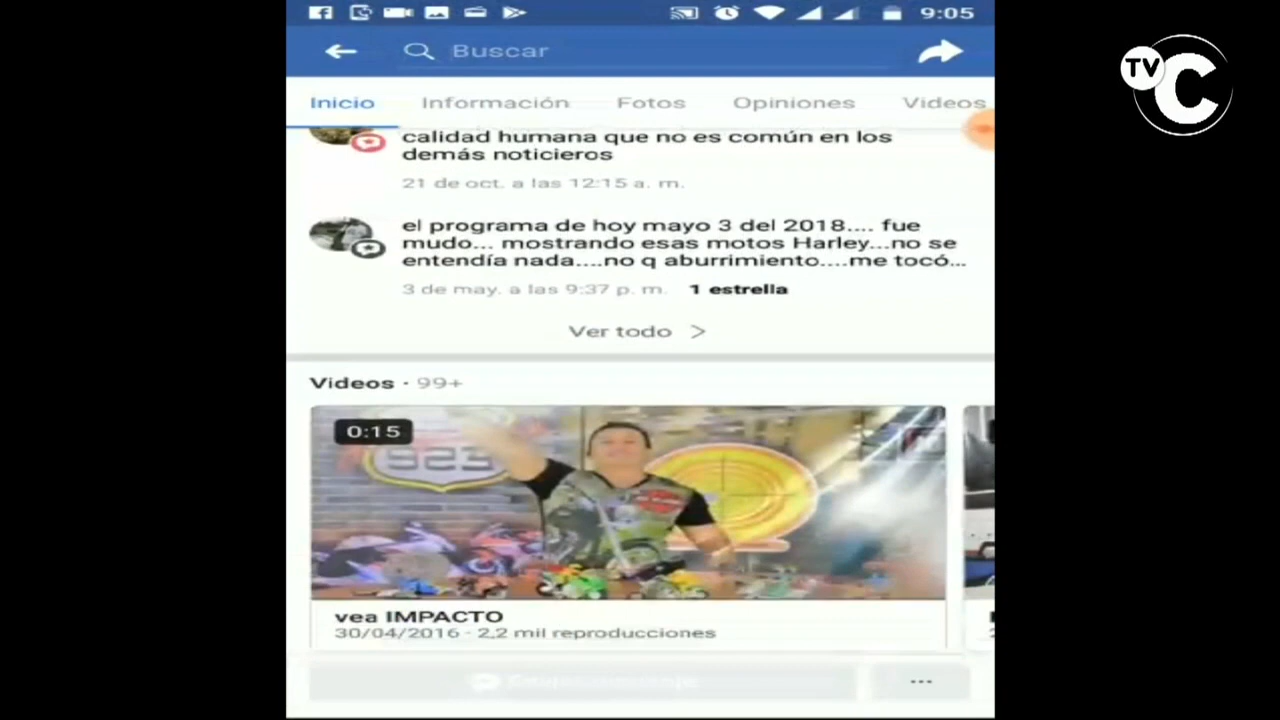 9:05
Buscar
TV C
Inicio Información Fotos Opiniones Videos
calidad humana que no es común en los
demás noticieros
21 de oct. a las 12:15 a. m.
el programa de hoy mayo 3 del 2018.... fue
mudo... mostrando esas motos Harley...no se
entendía nada....no q aburrimiento....me tocó...
3 de may. a las 9:37 p. m. 1 estrella
Ver todo >
Videos · 99+
0:15
923
vea IMPACTO
30/04/2016 · 2,2 mil reproducciones
...